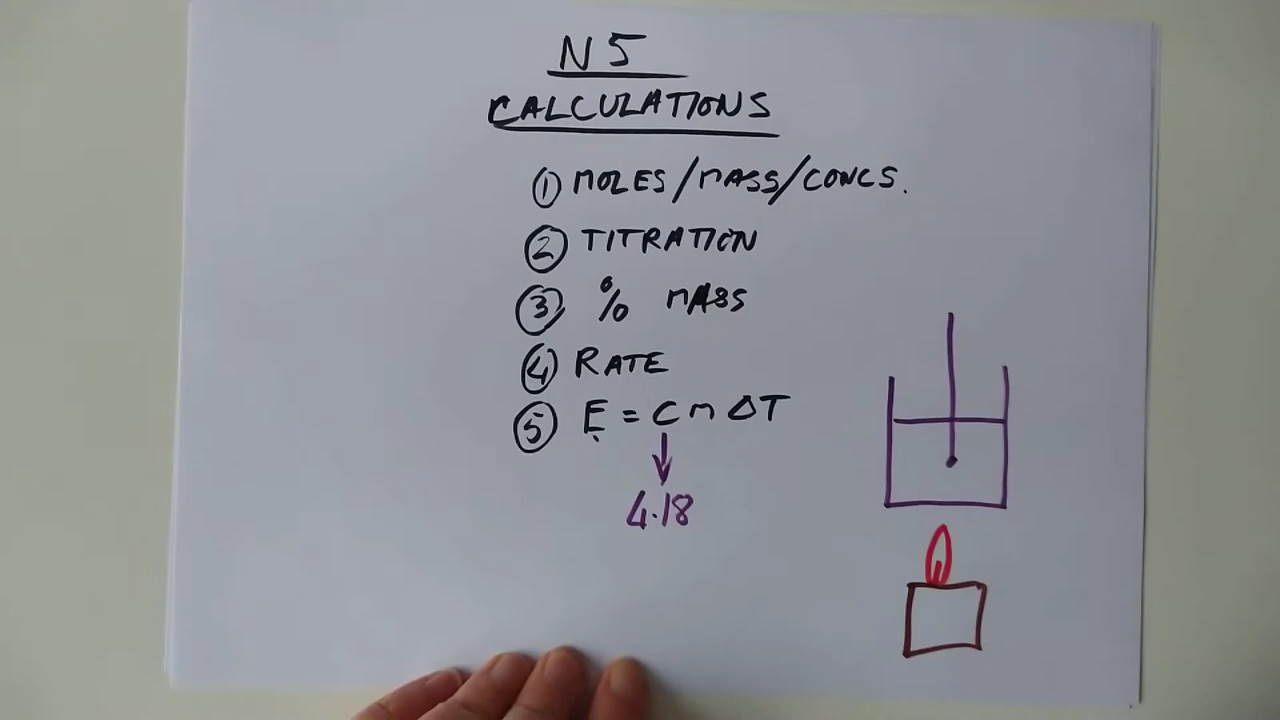 N5
CALCULATIONS
① MOLES/MASS/CONCS.
② TITRATION
③ % MASS
④ RATE
⑤ E = C m ΔT
4.18